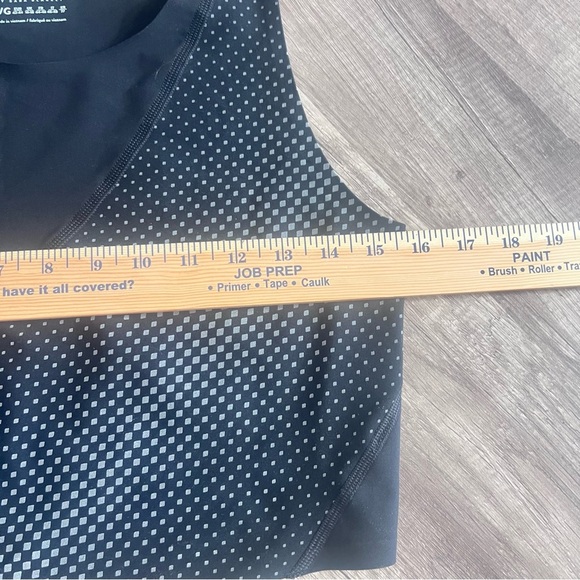 XG
8 9 10 11 12 13 14 15 16 17 18 19
JOB PREP
• Primer • Tape • Caulk
have it all covered?
PAINT
• Brush • Roller • Tra